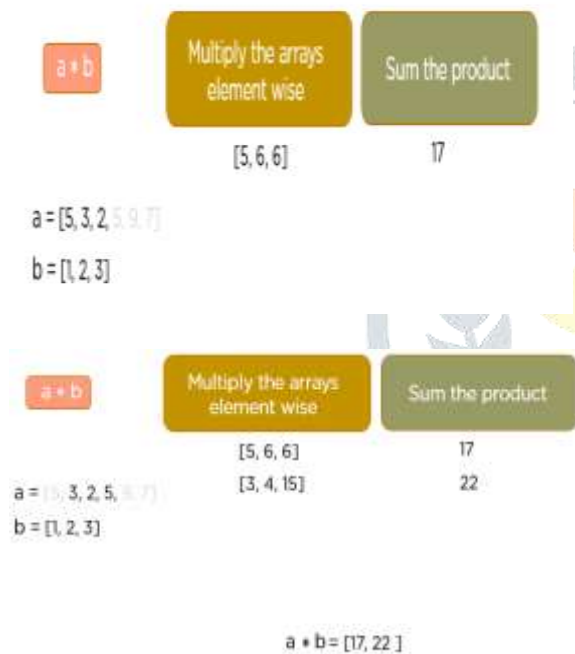 a * b
Multiply the arrays
element wise
Sum the product
[5, 6, 6]
17
a = [5, 3, 2, 5, 9, 7]
b = [1, 2, 3]
a * b
Multiply the arrays
element wise
Sum the product
[5, 6, 6]
17
[3, 4, 15]
22
a = [5, 3, 2, 5, 9, 7]
b = [1, 2, 3]
a * b = [17, 22 ]